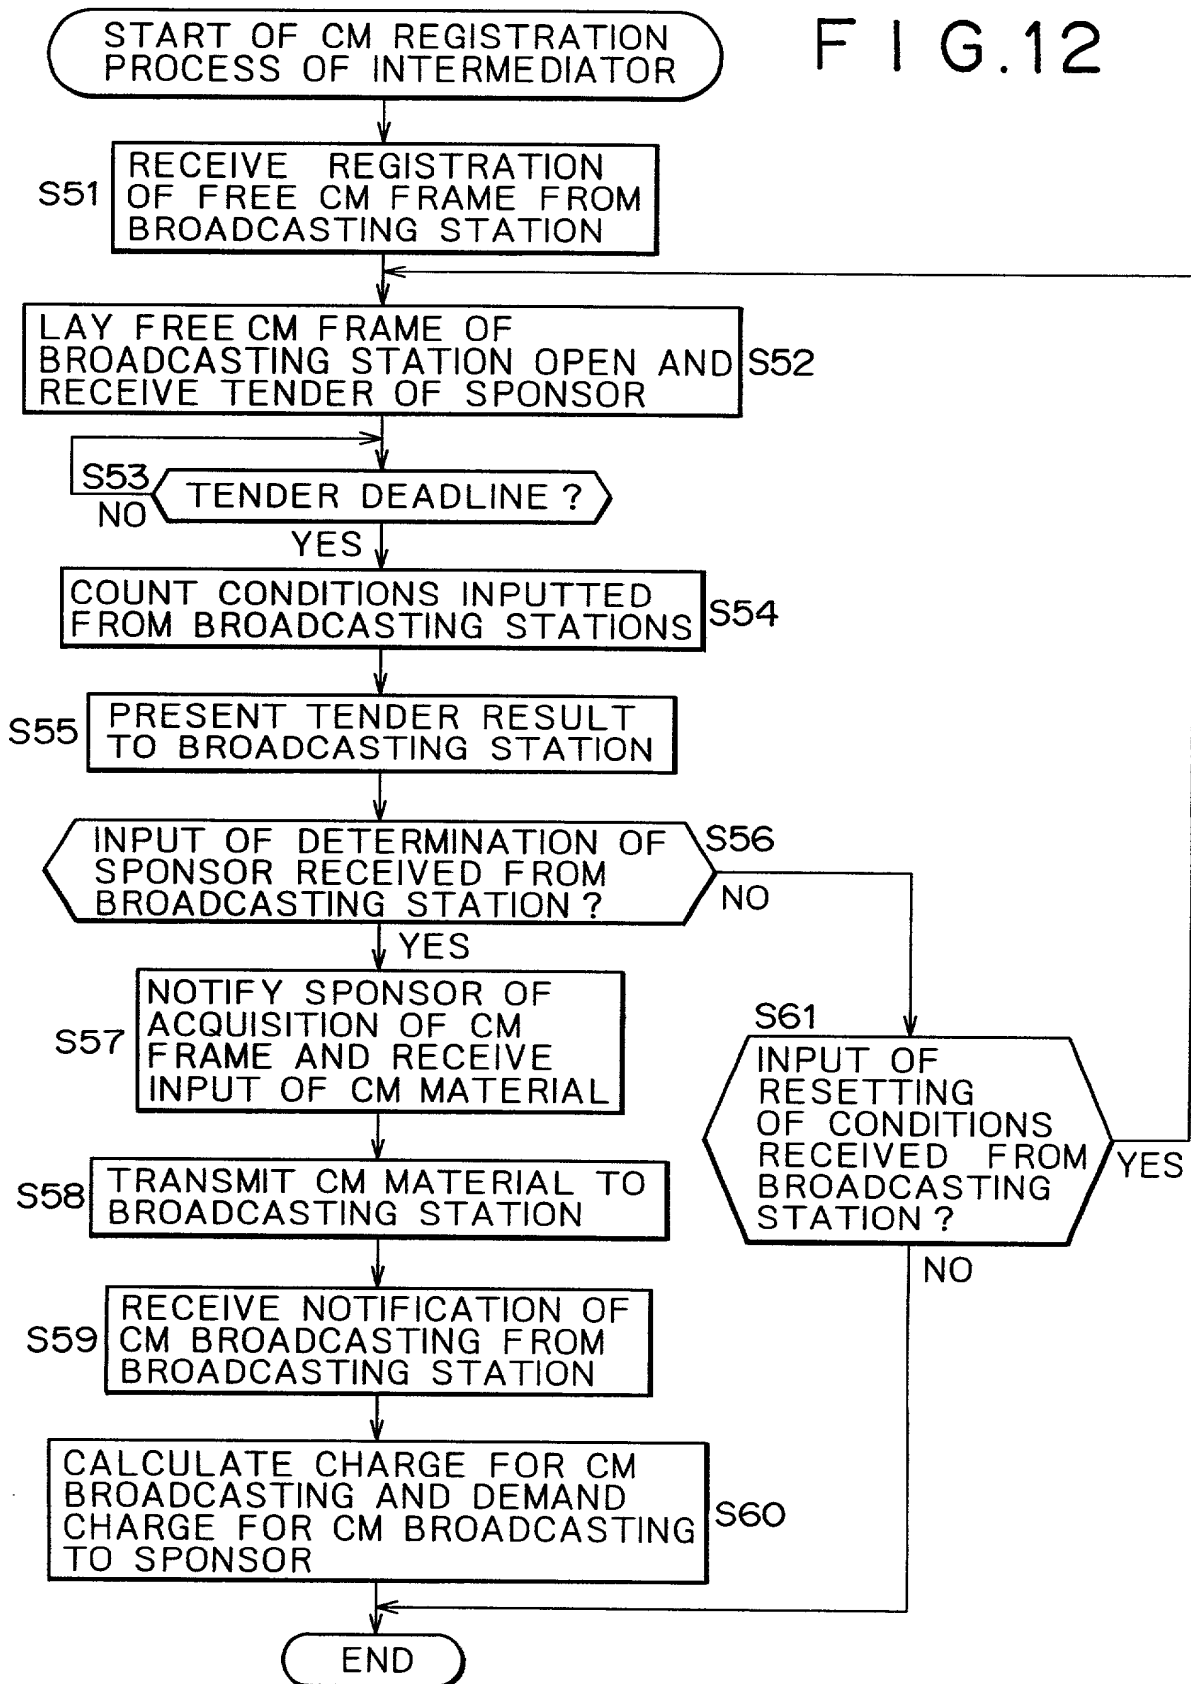 FIG.12
START OF CM REGISTRATION
PROCESS OF INTERMEDIATOR
S51
RECEIVE REGISTRATION
OF FREE CM FRAME FROM
BROADCASTING STATION
LAY FREE CM FRAME OF
BROADCASTING STATION OPEN AND
RECEIVE TENDER OF SPONSOR
S52
S53
NO
TENDER DEADLINE ?
YES
COUNT CONDITIONS INPUTTED
FROM BROADCASTING STATIONS
S54
S55
PRESENT TENDER RESULT
TO BROADCASTING STATION
INPUT OF DETERMINATION OF
SPONSOR RECEIVED FROM
BROADCASTING STATION ?
S56
NO
YES
S57
NOTIFY SPONSOR OF
ACQUISITION OF CM
FRAME AND RECEIVE
INPUT OF CM MATERIAL
S61
INPUT OF
RESETTING
OF CONDITIONS
RECEIVED FROM
BROADCASTING
STATION ?
YES
NO
S58
TRANSMIT CM MATERIAL TO
BROADCASTING STATION
S59
RECEIVE NOTIFICATION OF
CM BROADCASTING FROM
BROADCASTING STATION
CALCULATE CHARGE FOR CM
BROADCASTING AND DEMAND
CHARGE FOR CM BROADCASTING
TO SPONSOR
S60
END